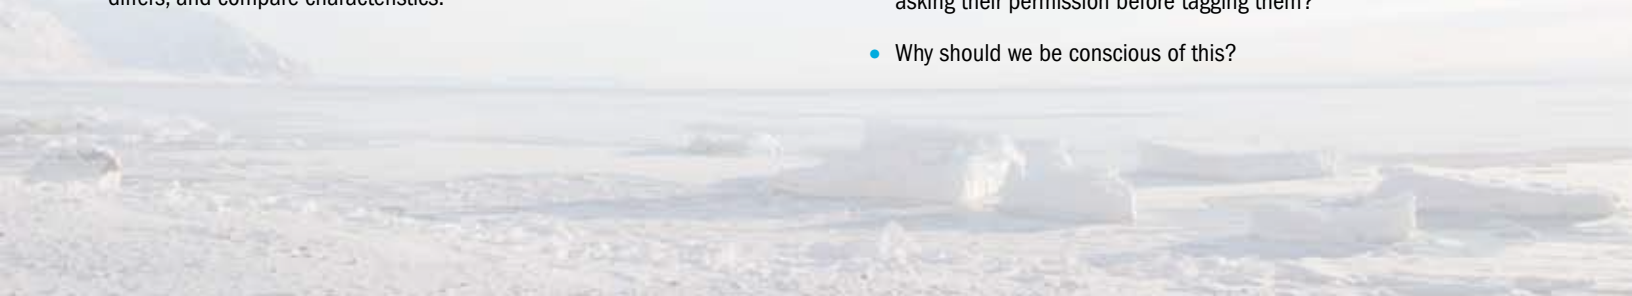 differs, and compare characteristics.
asking their permission before tagging them?
• Why should we be conscious of this?